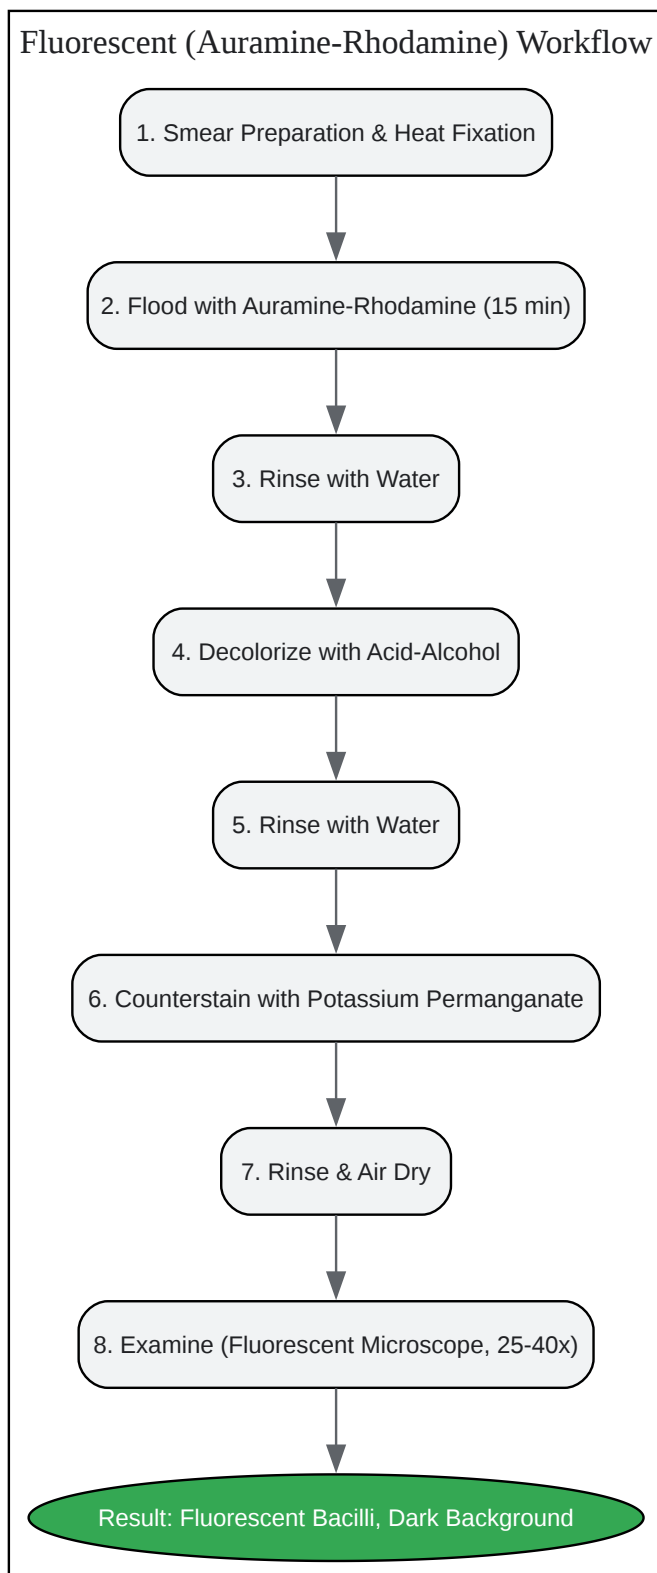 Fluorescent (Auramine-Rhodamine) Workflow
1. Smear Preparation & Heat Fixation
2. Flood with Auramine-Rhodamine (15 min)
3. Rinse with Water
4. Decolorize with Acid-Alcohol
5. Rinse with Water
6. Counterstain with Potassium Permanganate
7. Rinse & Air Dry
8. Examine (Fluorescent Microscope, 25-40x)
Result: Fluorescent Bacilli, Dark Background